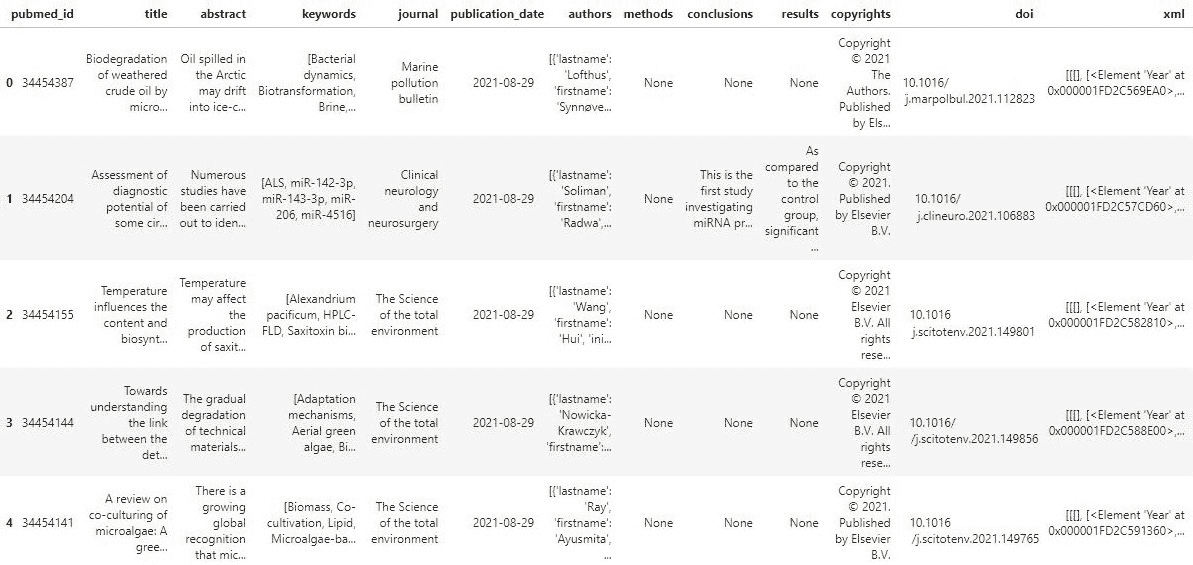 pubmed_id
title
abstract
keywords
journal
publication_date
authors
methods
conclusions
results
copyrights
doi
xml
0
34454387
Biodegradation
of weathered
crude oil by
micro...
Oil spilled in
the Arctic
may drift
into ice-c...
[Bacterial
dynamics,
Biotransformation,
Brine,...
Marine
pollution
bulletin
2021-08-29
[{'lastname':
'Lofthus',
'firstname':
'Synnøve...
None
None
None
Copyright
© 2021
The
Authors.
Published
by Els...
10.1016/
j.marpolbul.2021.112823
[[[], [<Element 'Year' at
0x000001FD2C569EA0>,...
1
34454204
Assessment of
diagnostic
potential of
some cir...
Numerous
studies have
been carried
out to iden...
[ALS, miR-142-3p,
miR-143-3p, miR-
206, miR-4516]
Clinical
neurology
and
neurosurgery
2021-08-29
[{'lastname':
'Soliman',
'firstname':
'Radwa',...
None
This is the
first study
investigating
miRNA pr...
As
compared
to the
control
group,
significant
...
Copyright
© 2021.
Published
by Elsevier
B.V.
10.1016/
j.clineuro.2021.106883
[[[], [<Element 'Year' at
0x000001FD2C57CD60>,...
2
34454155
Temperature
influences the
content and
biosynt...
Temperature
may affect
the
production
of saxit...
[Alexandrium
pacificum, HPLC-
FLD, Saxitoxin bi...
The Science
of the total
environment
2021-08-29
[{'lastname':
'Wang',
'firstname':
'Hui', 'ini...
None
None
None
Copyright
© 2021
Elsevier
B.V. All
rights
rese...
10.1016
j.scitotenv.2021.149801
[[[], [<Element 'Year' at
0x000001FD2C582810>,...
3
34454144
Towards
understanding
the link
between the
det...
The gradual
degradation
of technical
materials...
[Adaptation
mechanisms,
Aerial green
algae, Bi...
The Science
of the total
environment
2021-08-29
[{'lastname':
'Nowicka-
Krawczyk',
'firstname':...
None
None
None
Copyright
© 2021
Elsevier
B.V. All
rights
rese...
10.1016/
/j.scitotenv.2021.149856
[[[], [<Element 'Year' at
0x000001FD2C588E00>,...
4
34454141
A review on
co-culturing of
microalgae: A
gree...
There is a
growing
global
recognition
that mic...
[Biomass, Co-
cultivation, Lipid,
Microalgae-ba...
The Science
of the total
environment
2021-08-29
[{'lastname':
'Ray',
'firstname':
'Ayusmita',
...
None
None
None
Copyright
© 2021.
Published
by Elsevier
B.V.
10.1016
/j.scitotenv.2021.149765
[[[], [<Element 'Year' at
0x000001FD2C591360>,...